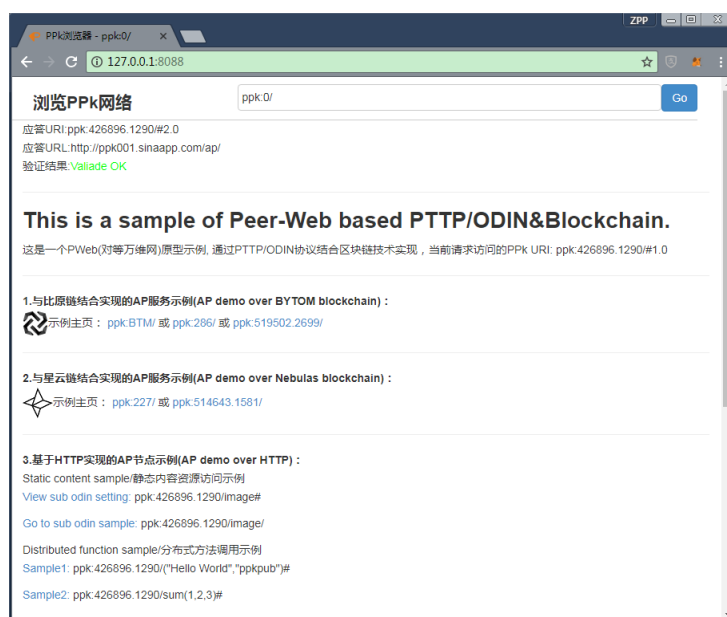 ZPP
PPk浏览器 - ppk:0/
127.0.0.1:8088
浏览PPk网络
ppk:0/
Go
应答URI:ppk:426896.1290/#2.0
应答URL:http://ppk001.sinaapp.com/ap/
验证结果:Valiade OK
This is a sample of Peer-Web based PTTP/ODIN&Blockchain.
这是一个PWeb(对等万维网)原型示例, 通过PTTP/ODIN协议结合区块链技术实现，当前请求访问的PPk URI: ppk:426896.1290/#1.0
1.与比原链结合实现的AP服务示例(AP demo over BYTOM blockchain)：
示例主页： ppk:BTM/ 或 ppk:286/ 或 ppk:519502.2699/
2.与星云链结合实现的AP服务示例(AP demo over Nebulas blockchain)：
示例主页： ppk:227/ 或 ppk:514643.1581/
3.基于HTTP实现的AP节点示例(AP demo over HTTP)：
Static content sample/静态内容资源访问示例
View sub odin setting: ppk:426896.1290/image#
Go to sub odin sample: ppk:426896.1290/image/
Distributed function sample/分布式方法调用示例
Sample1: ppk:426896.1290/("Hello World","ppkpub")#
Sample2: ppk:426896.1290/sum(1,2,3)#